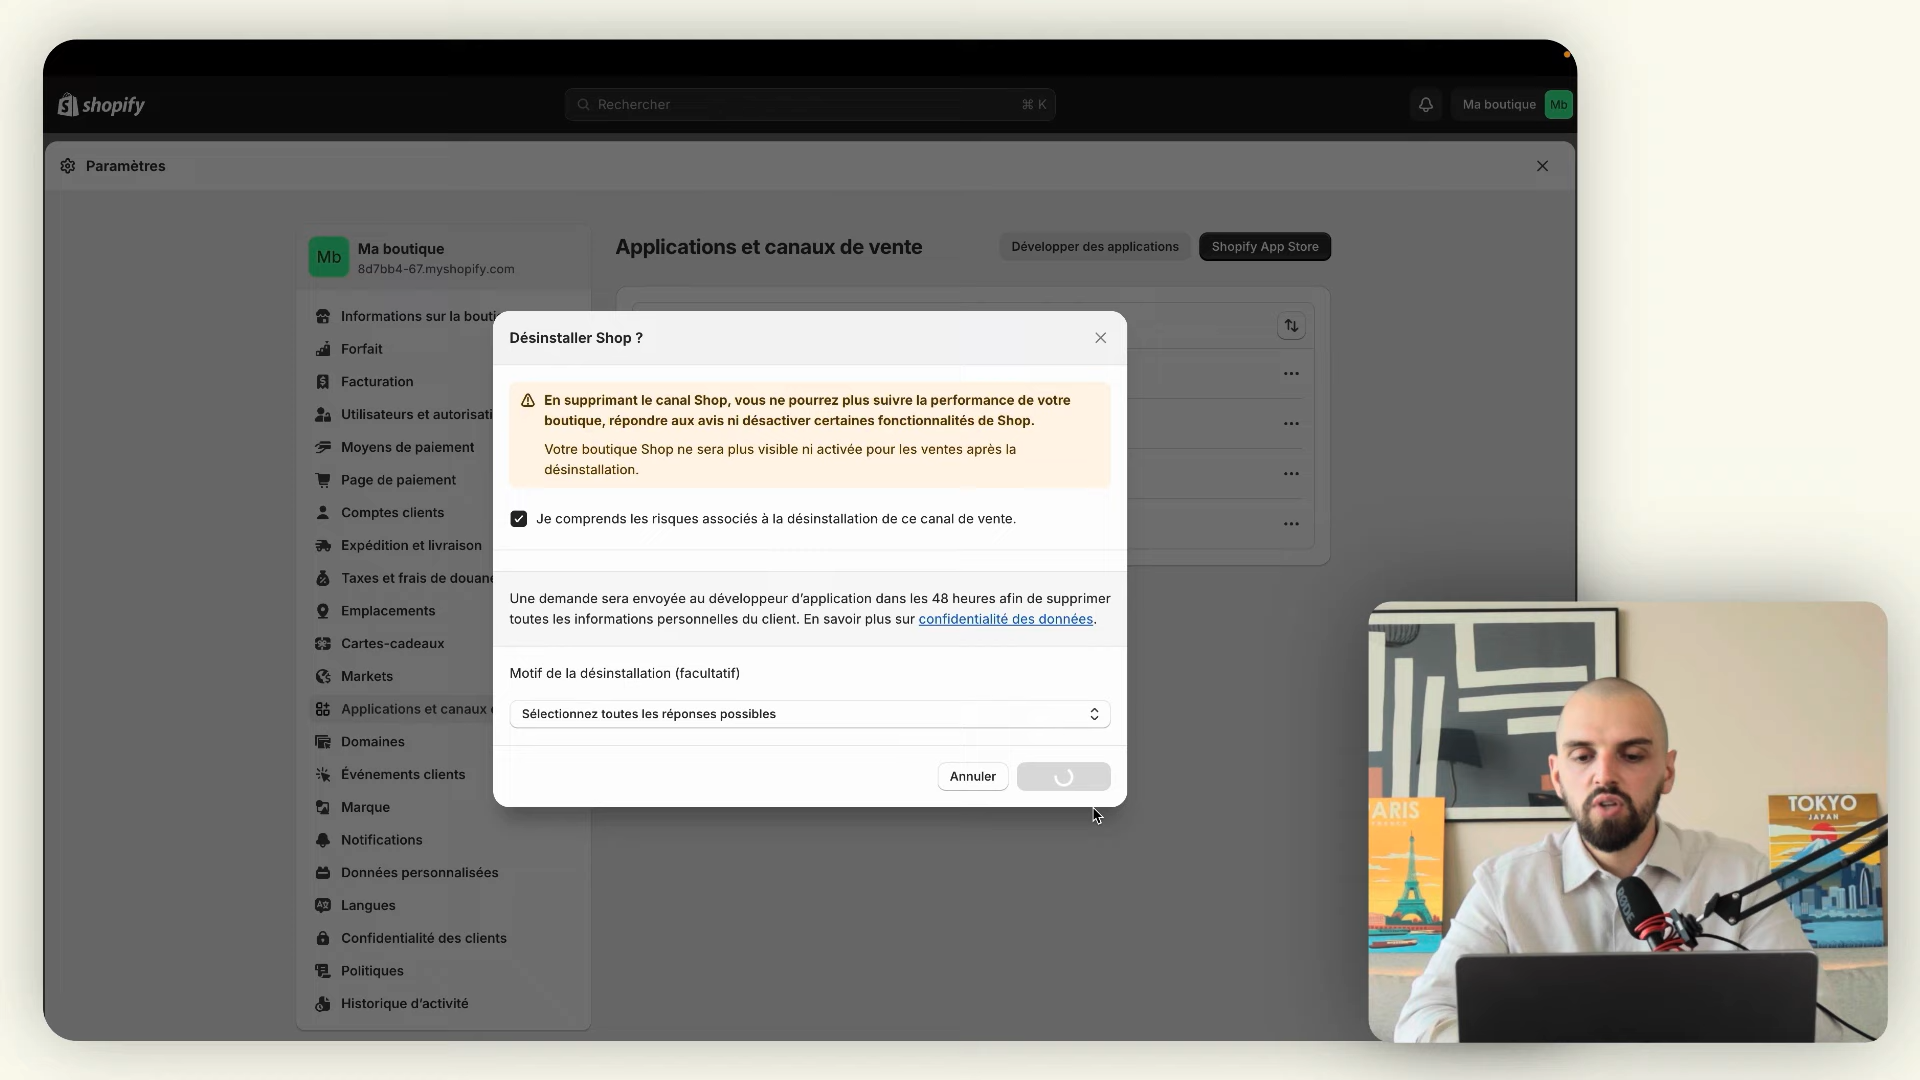 shopify
Rechercher
⌘ K
Ma boutique
Mb
Paramètres
Mb
Ma boutique
8d7bb4-67.myshopify.com
Informations sur la bouti
Forfait
Facturation
Utilisateurs et autorisati
Moyens de paiement
Page de paiement
Comptes clients
Expédition et livraison
Taxes et frais de douane
Emplacements
Cartes-cadeaux
Markets
Applications et canaux
Domaines
Événements clients
Marque
Notifications
Données personnalisées
Langues
Confidentialité des clients
Politiques
Historique d'activité
Applications et canaux de vente
Développer des applications
Shopify App Store
Désinstaller Shop ?
En supprimant le canal Shop, vous ne pourrez plus suivre la performance de votre
boutique, répondre aux avis ni désactiver certaines fonctionnalités de Shop.
Votre boutique Shop ne sera plus visible ni activée pour les ventes après la
désinstallation.
Je comprends les risques associés à la désinstallation de ce canal de vente.
Une demande sera envoyée au développeur d'application dans les 48 heures afin de supprimer
toutes les informations personnelles du client. En savoir plus sur confidentialité des données.
Motif de la désinstallation (facultatif)
Sélectionnez toutes les réponses possibles
Annuler
ARIS
TOKYO
JAPAN
RØDE